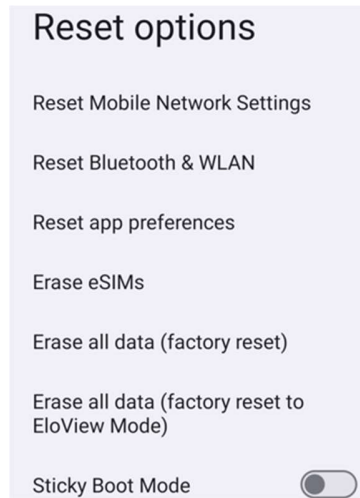 Reset options
Reset Mobile Network Settings
Reset Bluetooth & WLAN
Reset app preferences
Erase eSIMs
Erase all data (factory reset)
Erase all data (factory reset to
EloView Mode)
Sticky Boot Mode